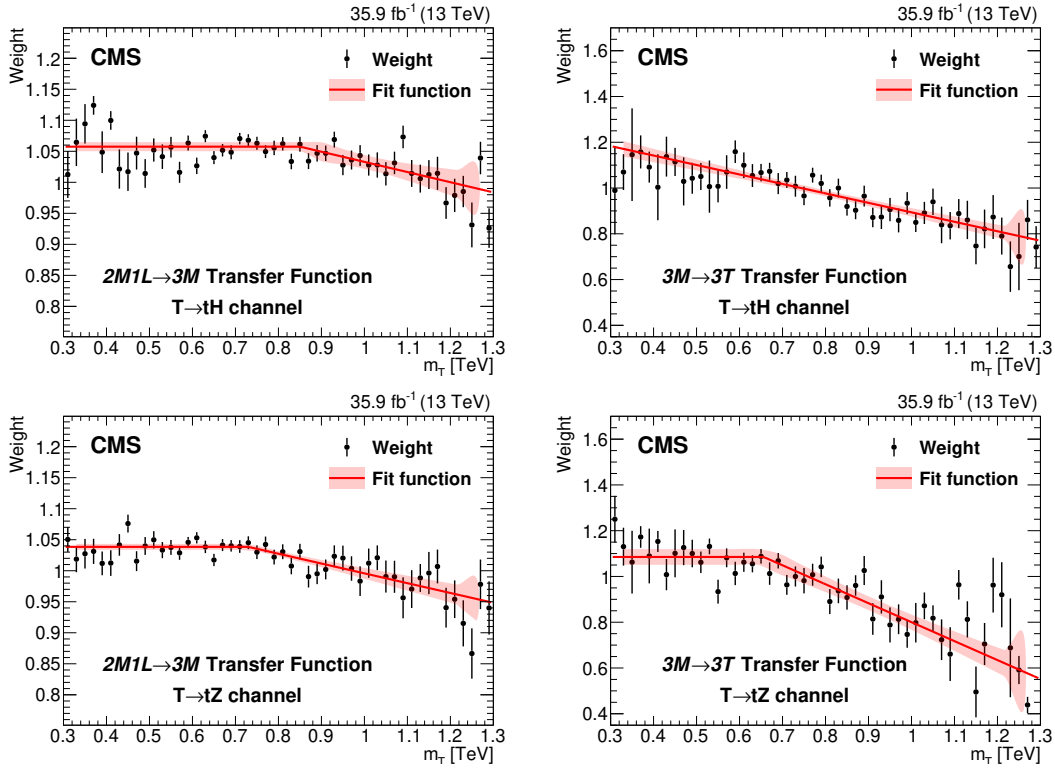 35.9 fb⁻¹ (13 TeV)
Weight
CMS
Weight
Fit function
1.2
1.15
1.1
1.05
1
0.95
0.9
0.85
0.8
2M1L→3M Transfer Function
T→tH channel
0.3 0.4 0.5 0.6 0.7 0.8 0.9 1 1.1 1.2 1.3
m_T [TeV]
35.9 fb⁻¹ (13 TeV)
Weight
CMS
Weight
Fit function
1.6
1.4
1.2
1
0.8
0.6
0.4
3M→3T Transfer Function
T→tH channel
0.3 0.4 0.5 0.6 0.7 0.8 0.9 1 1.1 1.2 1.3
m_T [TeV]
35.9 fb⁻¹ (13 TeV)
Weight
CMS
Weight
Fit function
1.2
1.15
1.1
1.05
1
0.95
0.9
0.85
0.8
2M1L→3M Transfer Function
T→tZ channel
0.3 0.4 0.5 0.6 0.7 0.8 0.9 1 1.1 1.2 1.3
m_T [TeV]
35.9 fb⁻¹ (13 TeV)
Weight
CMS
Weight
Fit function
1.6
1.4
1.2
1
0.8
0.6
0.4
3M→3T Transfer Function
T→tZ channel
0.3 0.4 0.5 0.6 0.7 0.8 0.9 1 1.1 1.2 1.3
m_T [TeV]